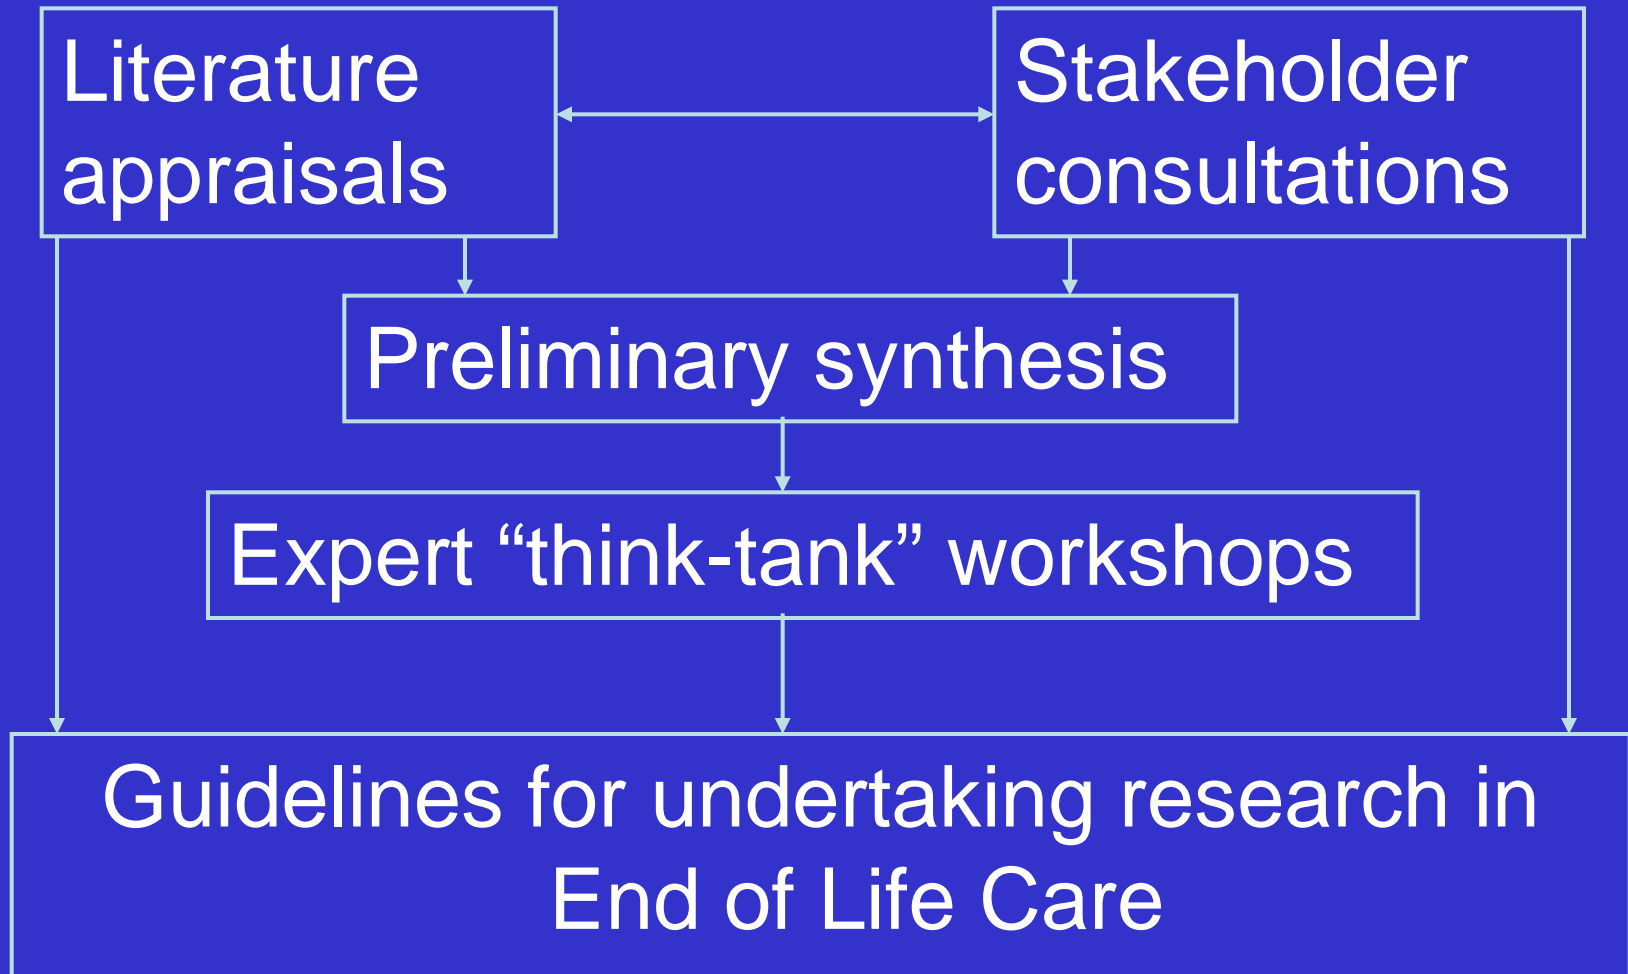 Literature
appraisals
Stakeholder
consultations
Preliminary synthesis
Expert “think-tank” workshops
Guidelines for undertaking research in
End of Life Care